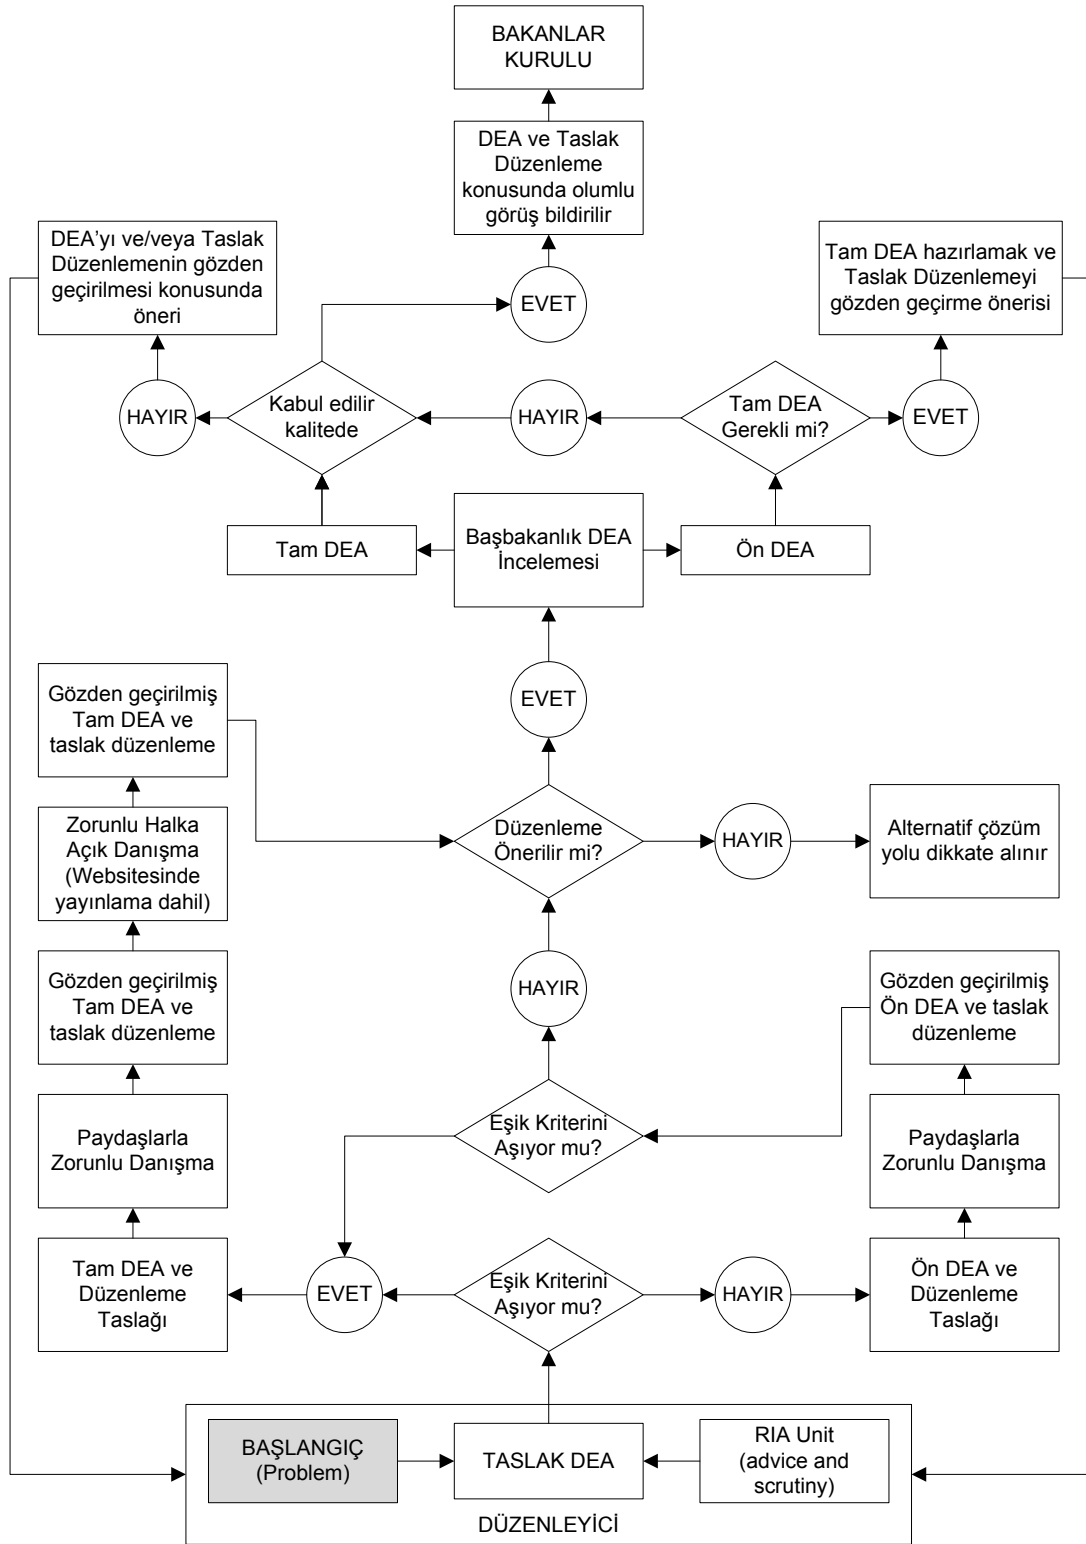 BAKANLAR
KURULU
DEA ve Taslak
Düzenleme
konusunda olumlu
görüş bildirilir
DEA'yı ve/veya Taslak
Düzenlemenin gözden
geçirilmesi konusunda
öneri
Tam DEA hazırlamak ve
Taslak Düzenlemeyi
gözden geçirme önerisi
EVET
HAYIR
Kabul edilir
kalitede
HAYIR
Tam DEA
Gerekli mi?
EVET
Tam DEA
Başbakanlık DEA
İncelemesi
Ön DEA
EVET
Gözden geçirilmiş
Tam DEA ve
taslak düzenleme
Zorunlu Halka
Açık Danışma
(Websitesinde
yayınlama dahil)
Düzenleme
Önerilir mi?
HAYIR
Alternatif çözüm
yolu dikkate alınır
Gözden geçirilmiş
Tam DEA ve
taslak düzenleme
HAYIR
Gözden geçirilmiş
Ön DEA ve taslak
düzenleme
Paydaşlarla
Zorunlu Danışma
Eşik Kriterini
Aşıyor mu?
Paydaşlarla
Zorunlu Danışma
Tam DEA ve
Düzenleme
Taslağı
EVET
Eşik Kriterini
Aşıyor mu?
HAYIR
Ön DEA ve
Düzenleme
Taslağı
BAŞLANGIÇ
(Problem)
TASLAK DEA
RIA Unit
(advice and
scrutiny)
DÜZENLEYİCİ